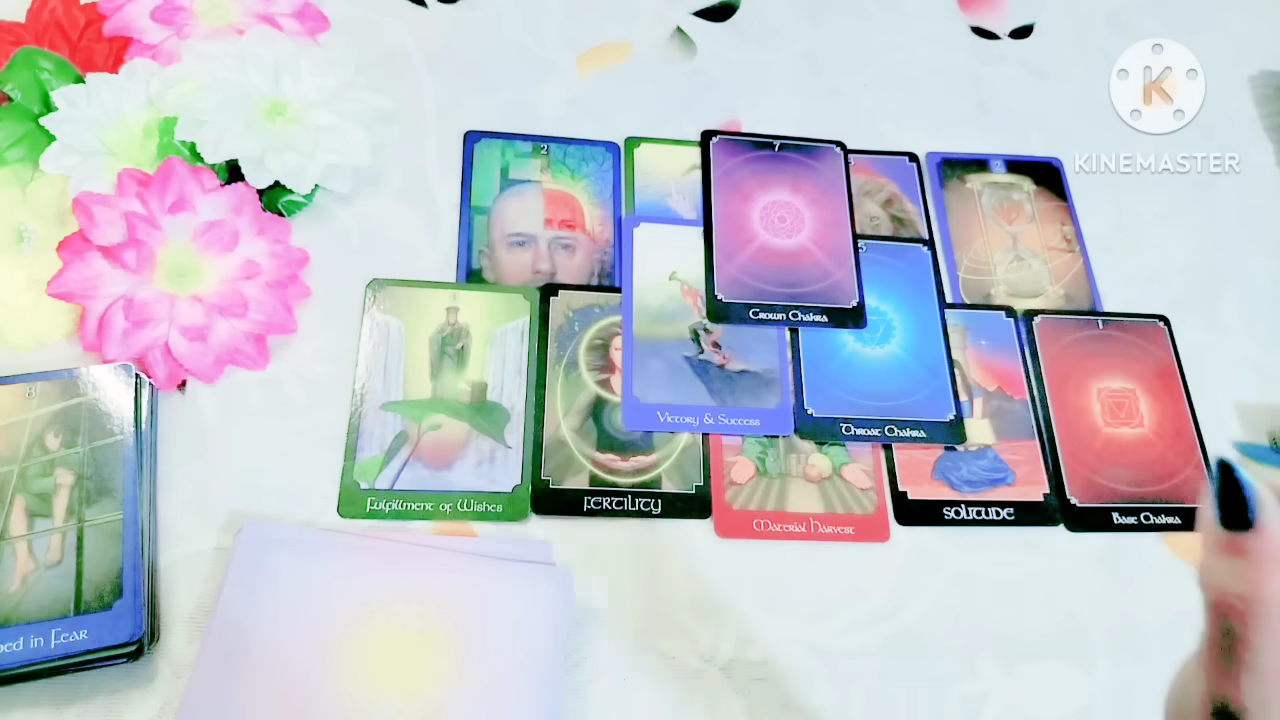 KINEMASTER
2
7
2
Crown Chakra
5
Victory & Success
Throat Chakra
1
8
Fulfillment of Wishes
FERTILITY
Material Harvest
SOLITUDE
Base Chakra
in Fear